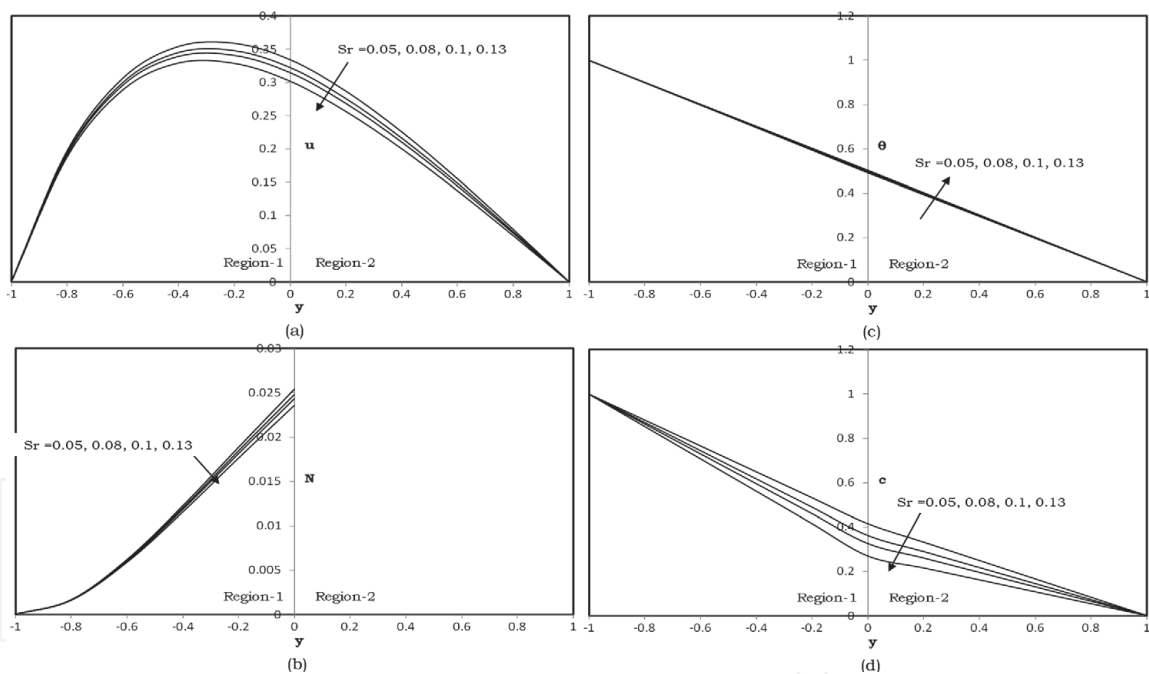 0.4
0.35
0.3
0.25
0.2
0.15
0.1
0.05
0
Sr =0.05, 0.08, 0.1, 0.13
u
Region-1 Region-2
-1 -0.8 -0.6 -0.4 -0.2 0 0.2 0.4 0.6 0.8 1
y
(a)
1.2
1
0.8
0.6
0.4
0.2
0
θ
Sr =0.05, 0.08, 0.1, 0.13
Region-1 Region-2
-1 -0.8 -0.6 -0.4 -0.2 0 0.2 0.4 0.6 0.8 1
y
(c)
0.03
0.025
0.02
0.015
0.01
0.005
0
Sr =0.05, 0.08, 0.1, 0.13
N
Region-1 Region-2
-1 -0.8 -0.6 -0.4 -0.2 0 0.2 0.4 0.6 0.8 1
y
(b)
1.2
1
0.8
0.6
0.4
0.2
0
c
Sr =0.05, 0.08, 0.1, 0.13
Region-1 Region-2
-1 -0.8 -0.6 -0.4 -0.2 0 0.2 0.4 0.6 0.8 1
y
(d)